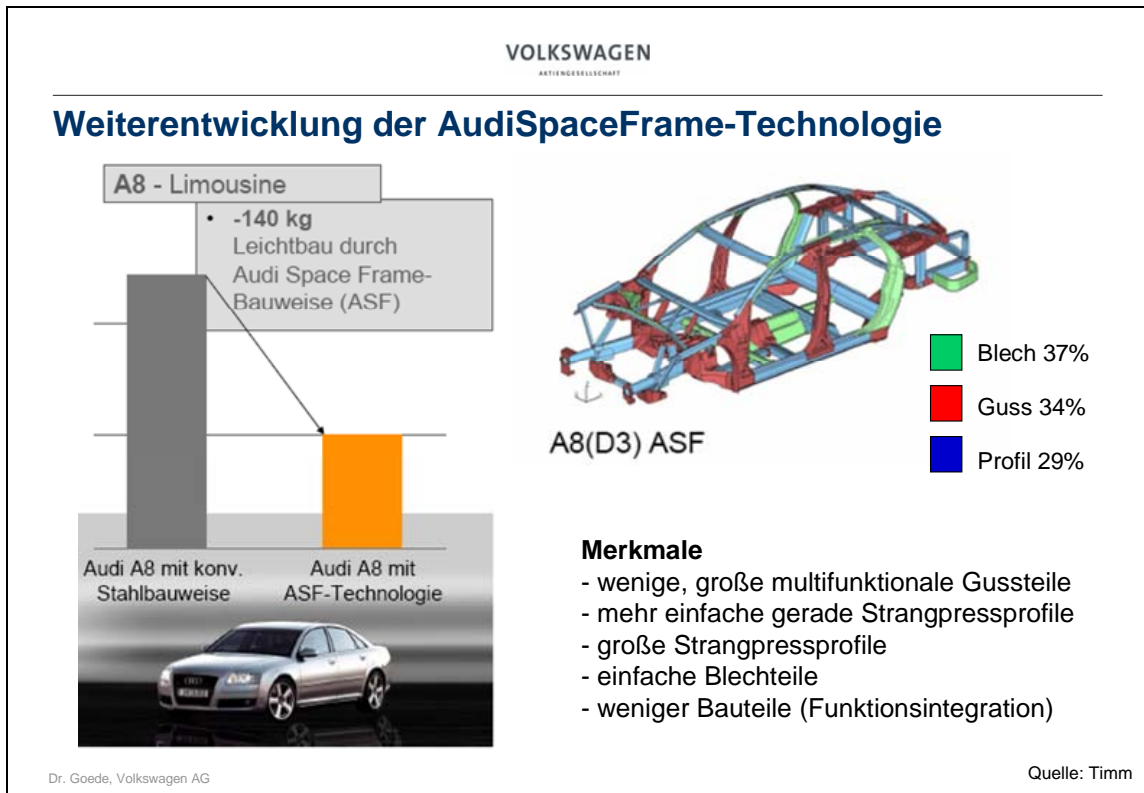 VOLKSWAGEN
AKTIENGESELLSCHAFT
Weiterentwicklung der AudiSpaceFrame-Technologie
A8 - Limousine
• -140 kg
Leichtbau durch
Audi Space Frame-
Bauweise (ASF)
Audi A8 mit konv.
Stahlbauweise
Audi A8 mit
ASF-Technologie
A8(D3) ASF
Blech 37%
Guss 34%
Profil 29%
Merkmale
- wenige, große multifunktionale Gussteile
- mehr einfache gerade Strangpressprofile
- große Strangpressprofile
- einfache Blechteile
- weniger Bauteile (Funktionsintegration)
Dr. Goede, Volkswagen AG
Quelle: Timm